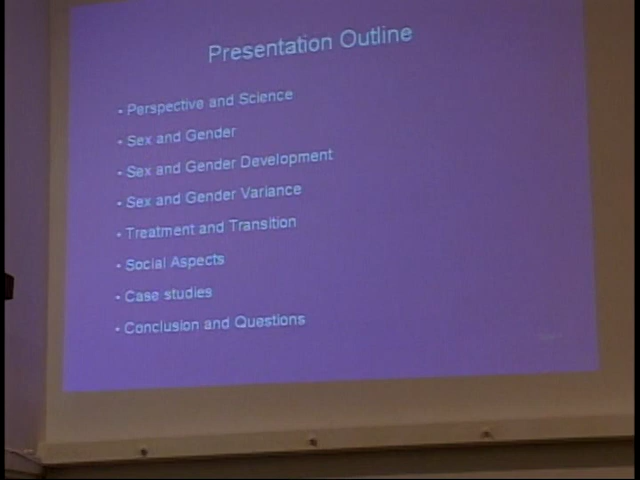 Presentation Outline
• Perspective and Science
• Sex and Gender
• Sex and Gender Development
• Sex and Gender Variance
• Treatment and Transition
• Social Aspects
• Case studies
• Conclusion and Questions